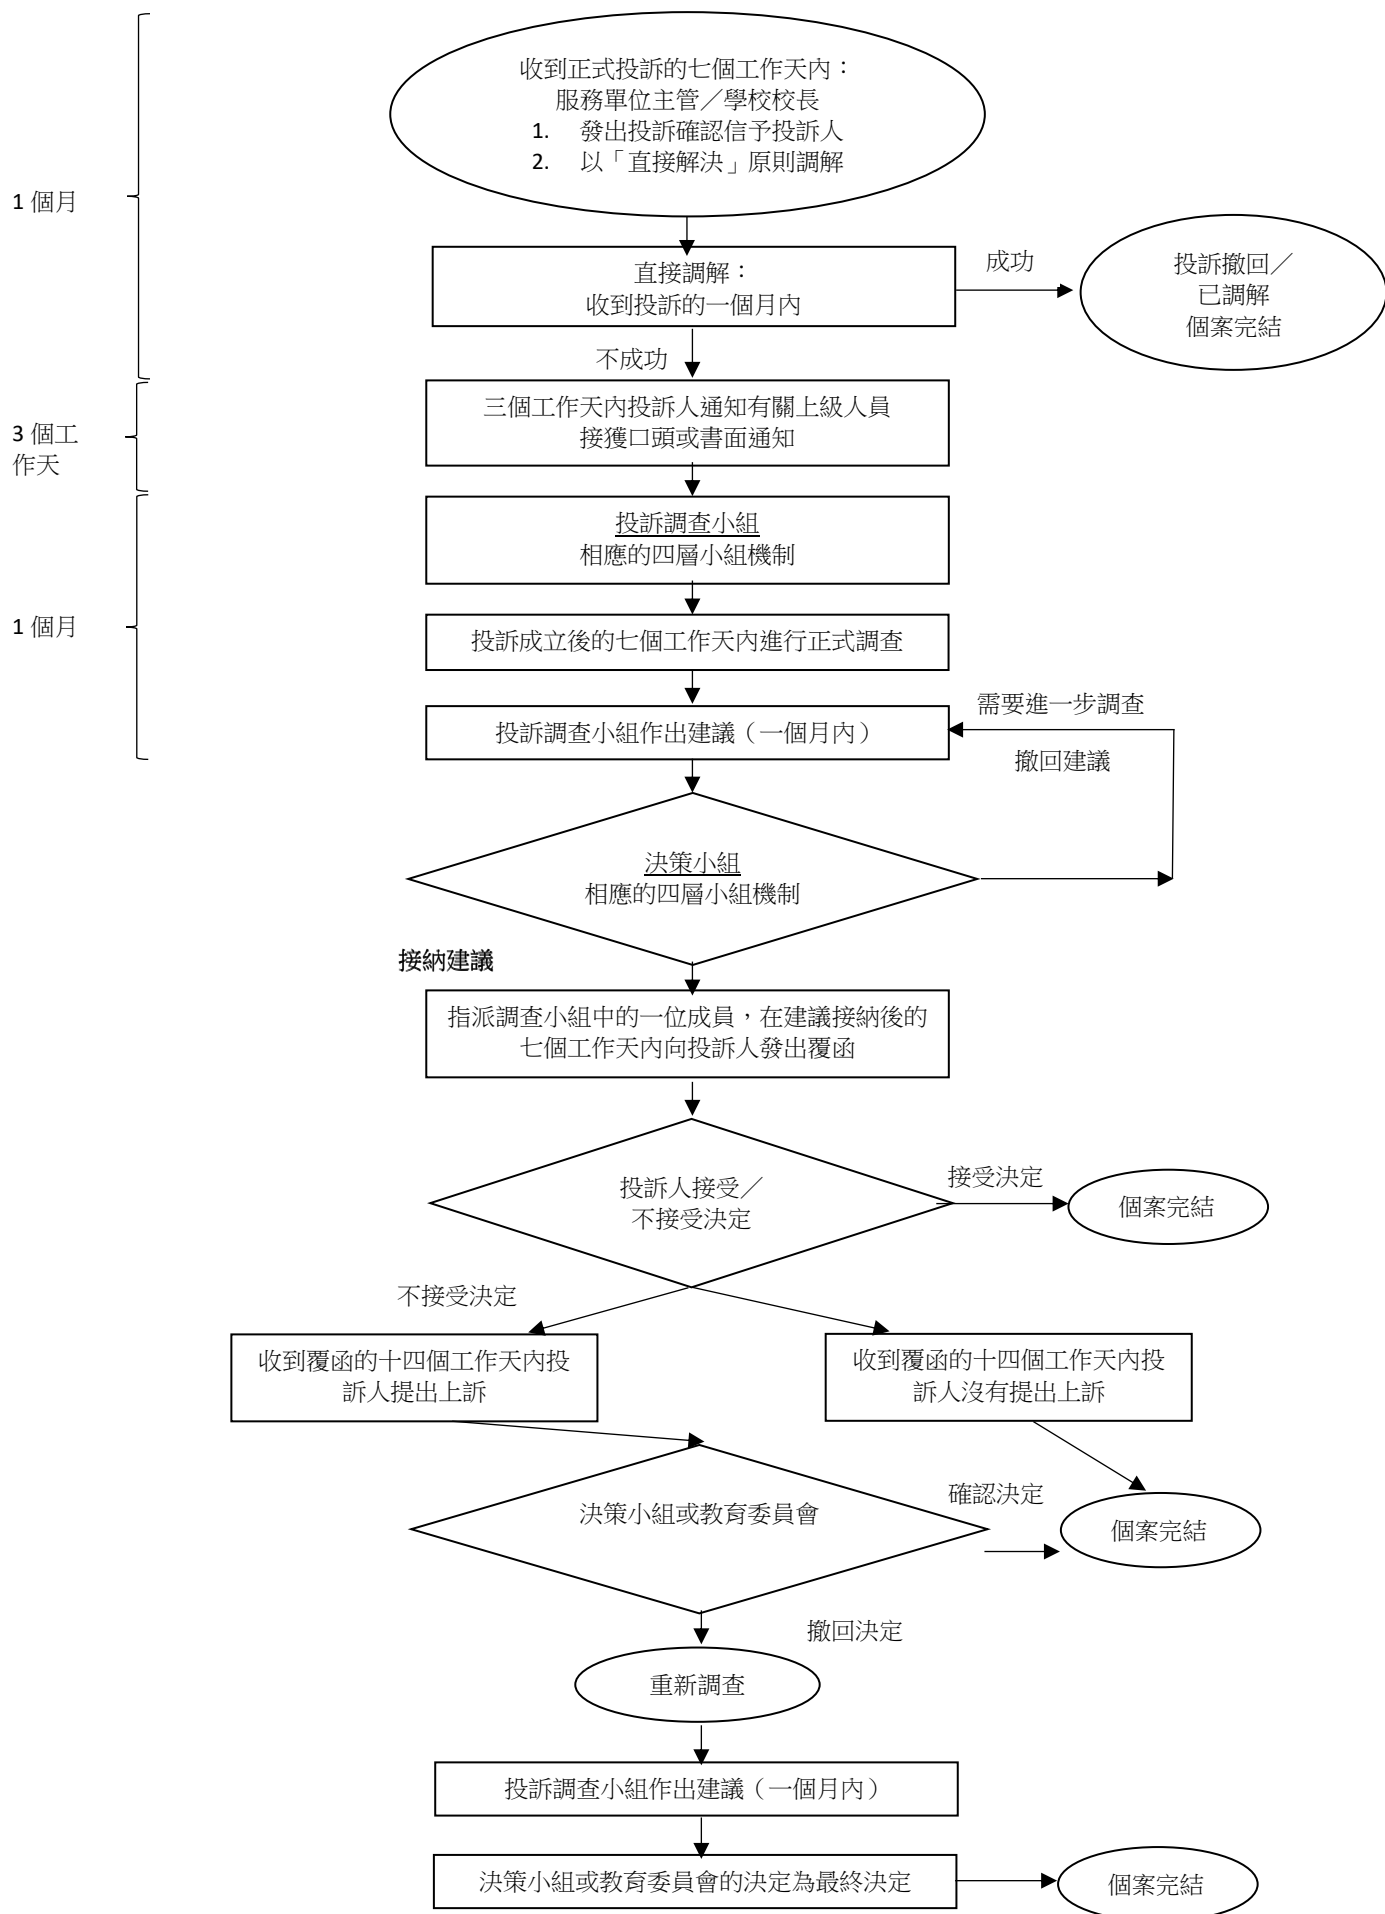 收到正式投訴的七個工作天內：
服務單位主管／學校校長
1. 發出投訴確認信予投訴人
2. 以「直接解決」原則調解
1 個月
直接調解：
收到投訴的一個月內
成功
投訴撤回／
已調解
個案完結
不成功
三個工作天內投訴人通知有關上級人員
接獲口頭或書面通知
3 個工
作天
投訴調查小組
相應的四層小組機制
1 個月
投訴成立後的七個工作天內進行正式調查
需要進一步調查
投訴調查小組作出建議（一個月內）
撤回建議
決策小組
相應的四層小組機制
接納建議
指派調查小組中的一位成員，在建議接納後的
七個工作天內向投訴人發出覆函
投訴人接受／
不接受決定
接受決定
個案完結
不接受決定
收到覆函的十四個工作天內投
訴人提出上訴
收到覆函的十四個工作天內投
訴人沒有提出上訴
決策小組或教育委員會
確認決定
個案完結
撤回決定
重新調查
投訴調查小組作出建議（一個月內）
決策小組或教育委員會的決定為最終決定
個案完結